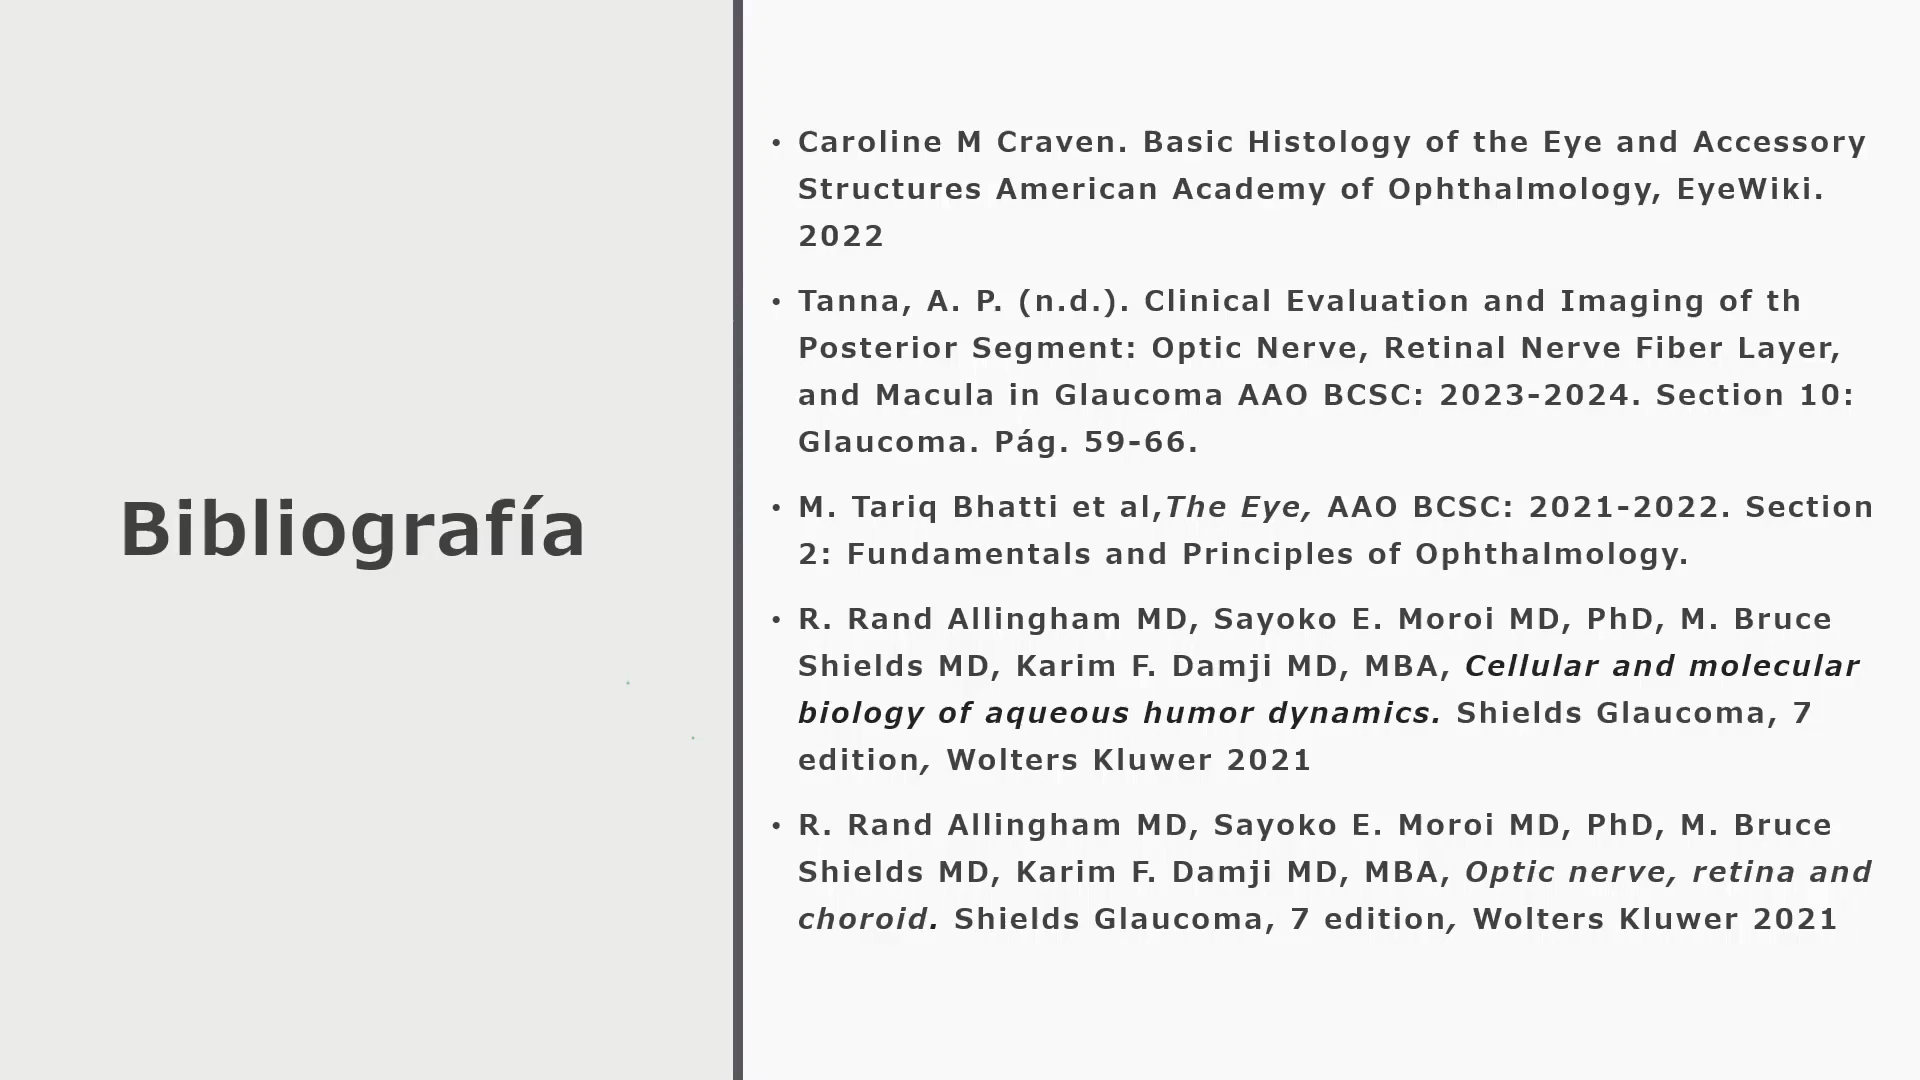 Bibliografía
• Caroline M Craven. Basic Histology of the Eye and Accessory
Structures American Academy of Ophthalmology, EyeWiki.
2022
• Tanna, A. P. (n.d.). Clinical Evaluation and Imaging of th
Posterior Segment: Optic Nerve, Retinal Nerve Fiber Layer,
and Macula in Glaucoma AAO BCSC: 2023-2024. Section 10:
Glaucoma. Pág. 59-66.
• M. Tariq Bhatti et al,The Eye, AAO BCSC: 2021-2022. Section
2: Fundamentals and Principles of Ophthalmology.
• R. Rand Allingham MD, Sayoko E. Moroi MD, PhD, M. Bruce
Shields MD, Karim F. Damji MD, MBA, Cellular and molecular
biology of aqueous humor dynamics. Shields Glaucoma, 7
edition, Wolters Kluwer 2021
• R. Rand Allingham MD, Sayoko E. Moroi MD, PhD, M. Bruce
Shields MD, Karim F. Damji MD, MBA, Optic nerve, retina and
choroid. Shields Glaucoma, 7 edition, Wolters Kluwer 2021